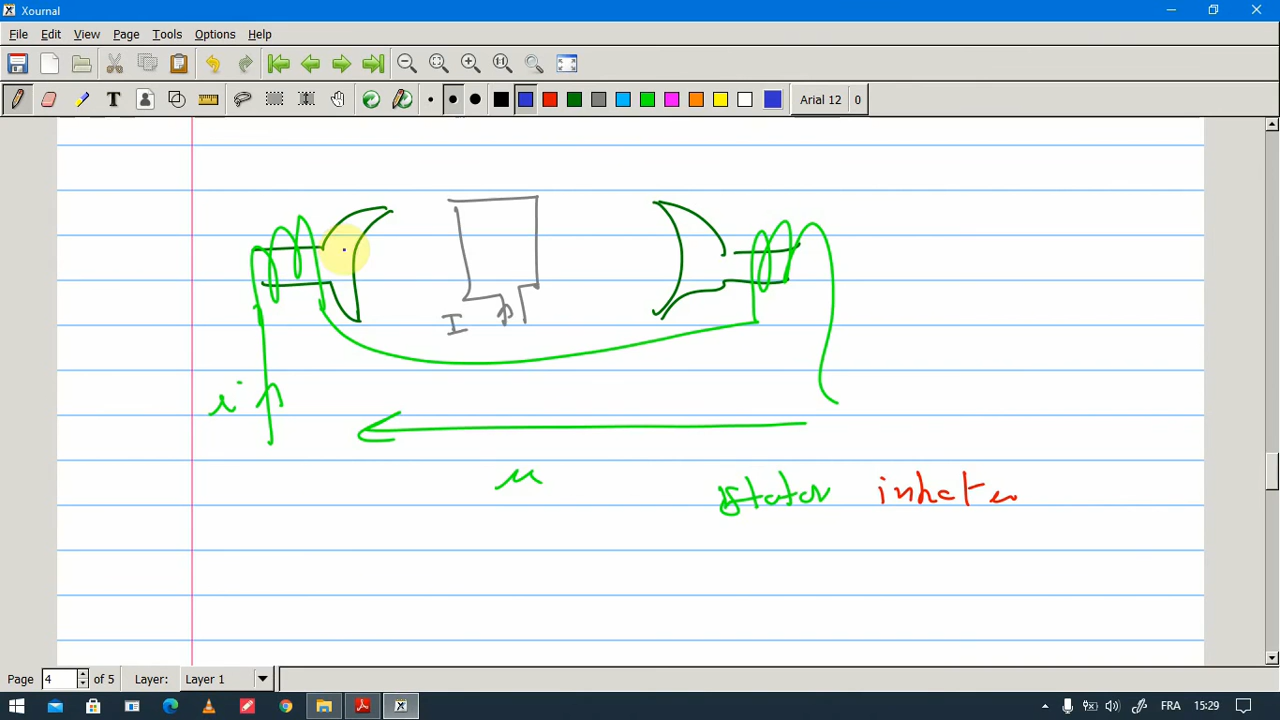 Xournal
File Edit View Page Tools Options Help
Arial 12 0
I
i
u
stator
Page 4 of 5 Layer: Layer 1
FRA 15:29